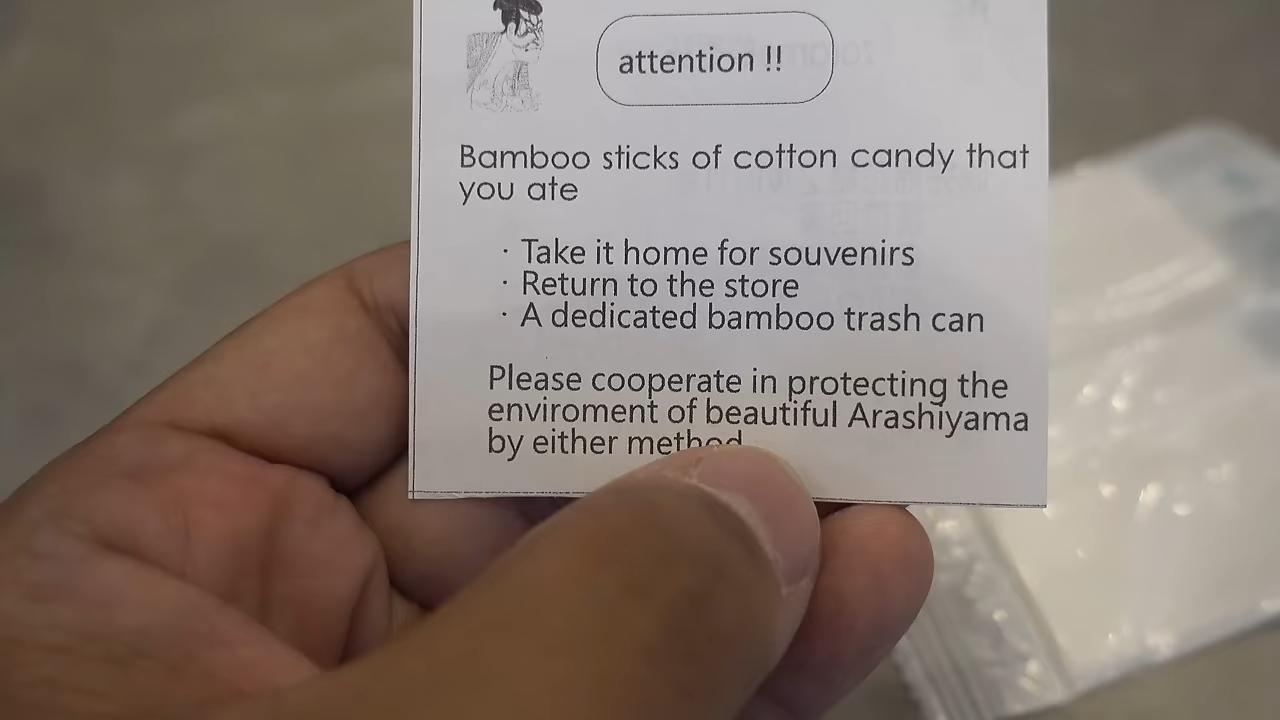 attention !!
Bamboo sticks of cotton candy that
you ate
· Take it home for souvenirs
· Return to the store
· A dedicated bamboo trash can
Please cooperate in protecting the
enviroment of beautiful Arashiyama
by either method